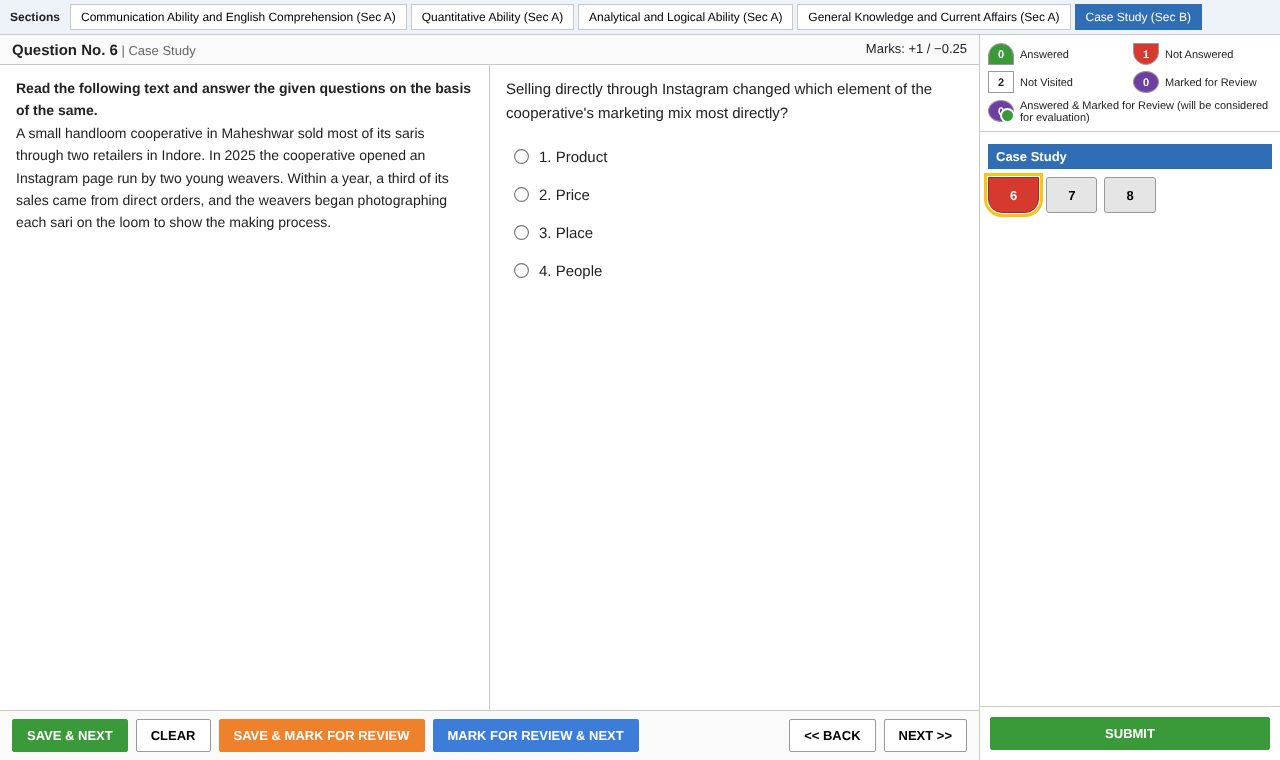 Sections Communication Ability and English Comprehension (Sec A) Quantitative Ability (Sec A) Analytical and Logical Ability (Sec A) General Knowledge and Current Affairs (Sec A) Case Study (Sec B)
Question No. 6 | Case Study Marks: +1 / −0.25
Read the following text and answer the given questions on the basis
of the same.
A small handloom cooperative in Maheshwar sold most of its saris
through two retailers in Indore. In 2025 the cooperative opened an
Instagram page run by two young weavers. Within a year, a third of its
sales came from direct orders, and the weavers began photographing
each sari on the loom to show the making process.
Selling directly through Instagram changed which element of the
cooperative's marketing mix most directly?
1. Product
2. Price
3. Place
4. People
0 Answered 1 Not Answered
2 Not Visited 0 Marked for Review
0 Answered & Marked for Review (will be considered
for evaluation)
Case Study
6 7 8
SAVE & NEXT CLEAR SAVE & MARK FOR REVIEW MARK FOR REVIEW & NEXT << BACK NEXT >>
SUBMIT